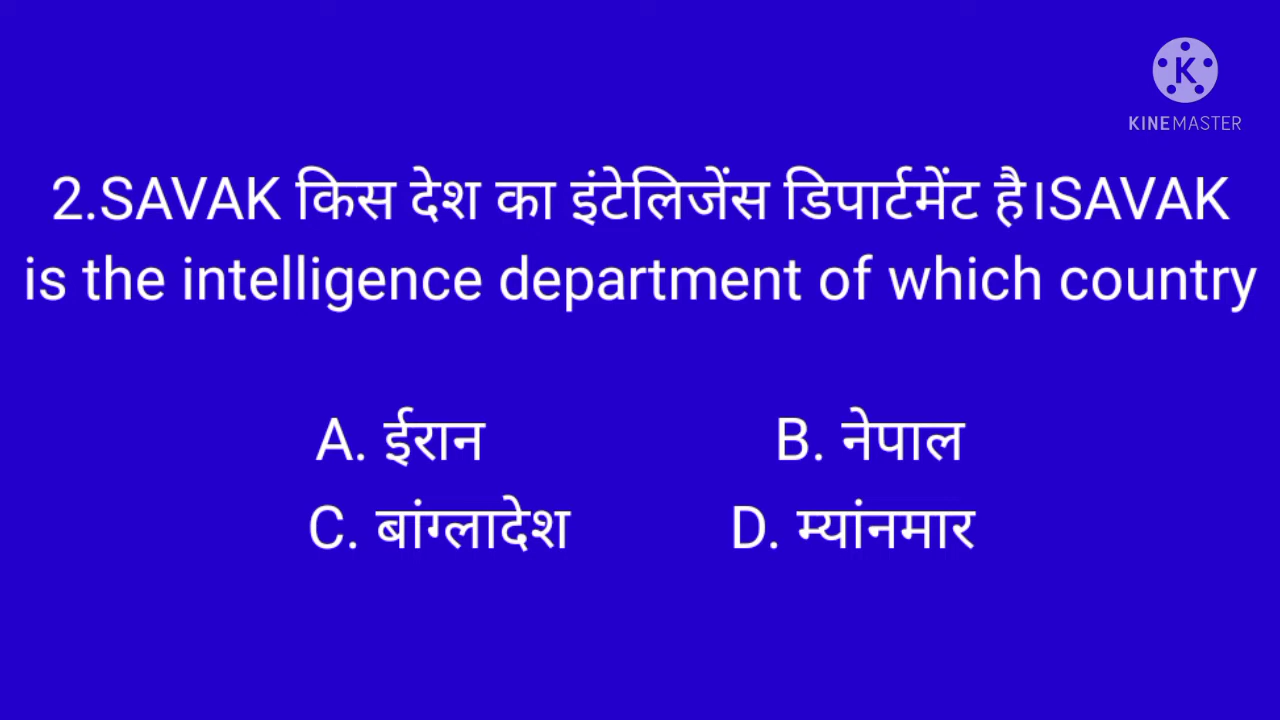 K
KINEMASTER
2.SAVAK किस देश का इंटेलिजेंस डिपार्टमेंट है।SAVAK
is the intelligence department of which country
A. ईरान B. नेपाल
C. बांग्लादेश D. म्यांनमार